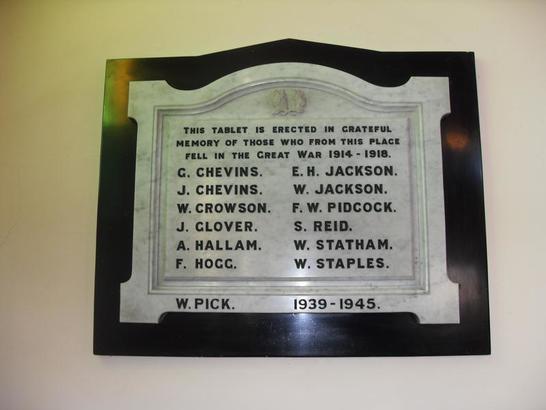 THIS TABLET IS ERECTED IN GRATEFUL
MEMORY OF THOSE WHO FROM THIS PLACE
FELL IN THE GREAT WAR 1914-1918.
G. CHEVINS. E.H. JACKSON.
J. CHEVINS. W. JACKSON.
W. CROWSON. F. W. PIDCOCK.
J. GLOVER. S. REID.
A. HALLAM. W. STATHAM.
F. HOGG. W. STAPLES.
W. PICK. 1939-1945.